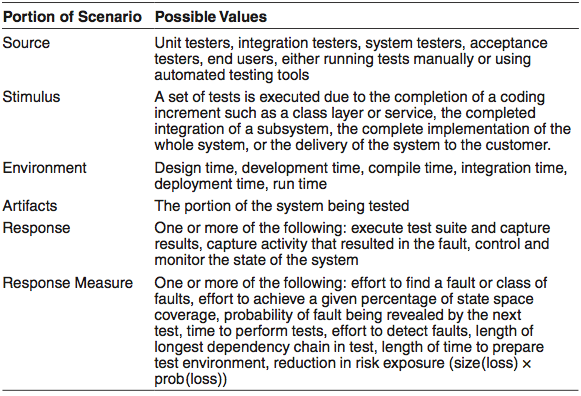 Portion of Scenario Possible Values
Source Unit testers, integration testers, system testers, acceptance
testers, end users, either running tests manually or using
automated testing tools
Stimulus A set of tests is executed due to the completion of a coding
increment such as a class layer or service, the completed
integration of a subsystem, the complete implementation of the
whole system, or the delivery of the system to the customer.
Environment Design time, development time, compile time, integration time,
deployment time, run time
Artifacts The portion of the system being tested
Response One or more of the following: execute test suite and capture
results, capture activity that resulted in the fault, control and
monitor the state of the system
Response Measure One or more of the following: effort to find a fault or class of
faults, effort to achieve a given percentage of state space
coverage, probability of fault being revealed by the next
test, time to perform tests, effort to detect faults, length of
longest dependency chain in test, length of time to prepare
test environment, reduction in risk exposure (size(loss) ×
prob(loss))